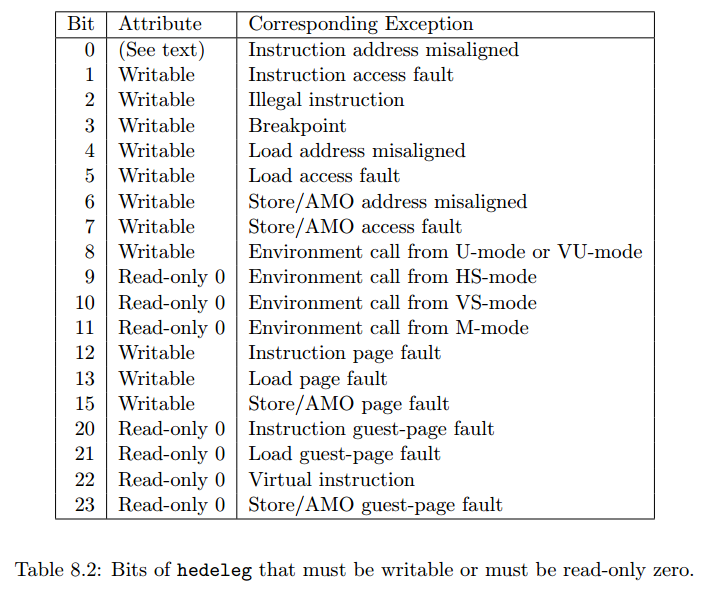 Bit Attribute Corresponding Exception
0 (See text) Instruction address misaligned
1 Writable Instruction access fault
2 Writable Illegal instruction
3 Writable Breakpoint
4 Writable Load address misaligned
5 Writable Load access fault
6 Writable Store/AMO address misaligned
7 Writable Store/AMO access fault
8 Writable Environment call from U-mode or VU-mode
9 Read-only 0 Environment call from HS-mode
10 Read-only 0 Environment call from VS-mode
11 Read-only 0 Environment call from M-mode
12 Writable Instruction page fault
13 Writable Load page fault
15 Writable Store/AMO page fault
20 Read-only 0 Instruction guest-page fault
21 Read-only 0 Load guest-page fault
22 Read-only 0 Virtual instruction
23 Read-only 0 Store/AMO guest-page fault
Table 8.2: Bits of hedeleg that must be writable or must be read-only zero.